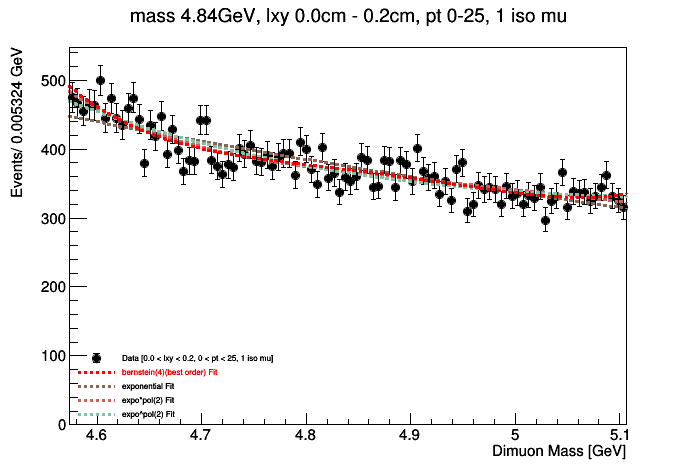 mass 4.84GeV, lxy 0.0cm - 0.2cm, pt 0-25, 1 iso mu
Events/ 0.005324 GeV
500
400
300
200
100
0
Data [0.0 < lxy < 0.2, 0 < pt < 25, 1 iso mu]
bernstein(4)(best order) Fit
exponential Fit
expo*pol(2) Fit
expo^pol(2) Fit
4.6 4.7 4.8 4.9 5 5.1
Dimuon Mass [GeV]